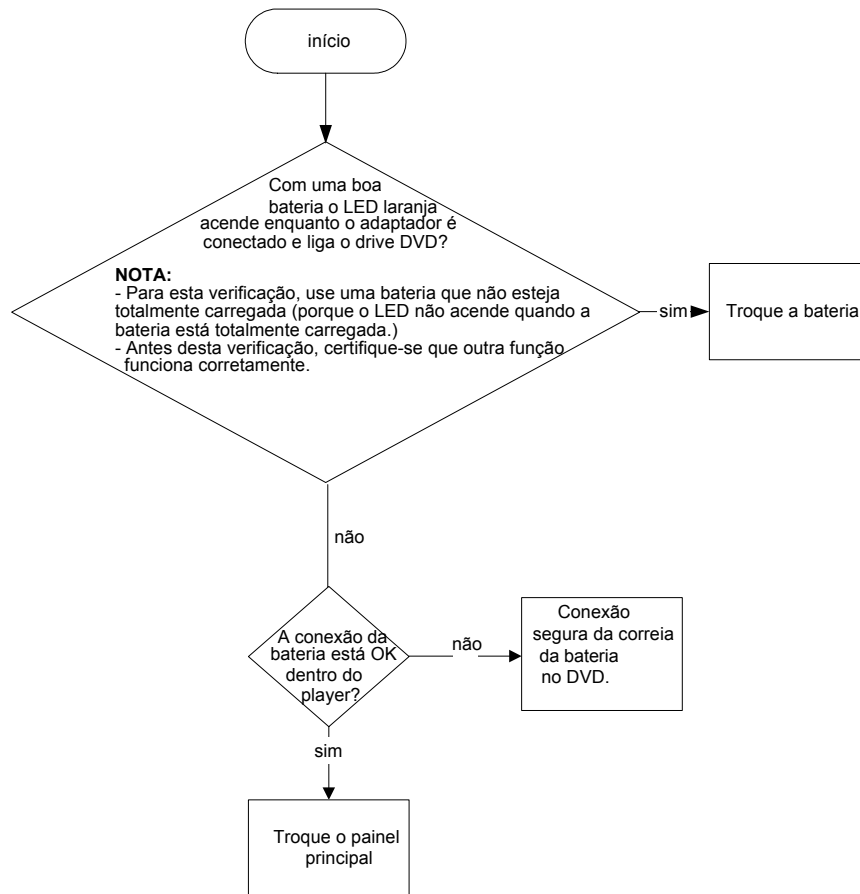 início
Com uma boa
bateria o LED laranja
acende enquanto o adaptador é
conectado e liga o drive DVD?
NOTA:
- Para esta verificação, use uma bateria que não esteja
totalmente carregada (porque o LED não acende quando a
bateria está totalmente carregada.)
- Antes desta verificação, certifique-se que outra função
funciona corretamente.
sim
Troque a bateria
não
A conexão da
bateria está OK
dentro do
player?
não
Conexão
segura da correia
da bateria
no DVD.
sim
Troque o painel
principal